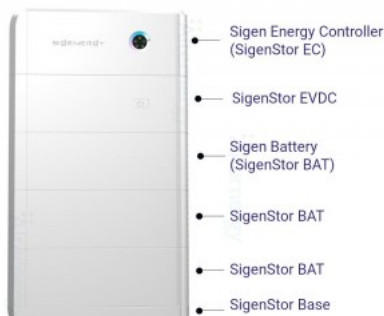 SIGENERGY
Sigen Energy Controller
(SigenStor EC)
SigenStor EVDC
Sigen Battery
(SigenStor BAT)
SigenStor BAT
SigenStor BAT
SigenStor Base